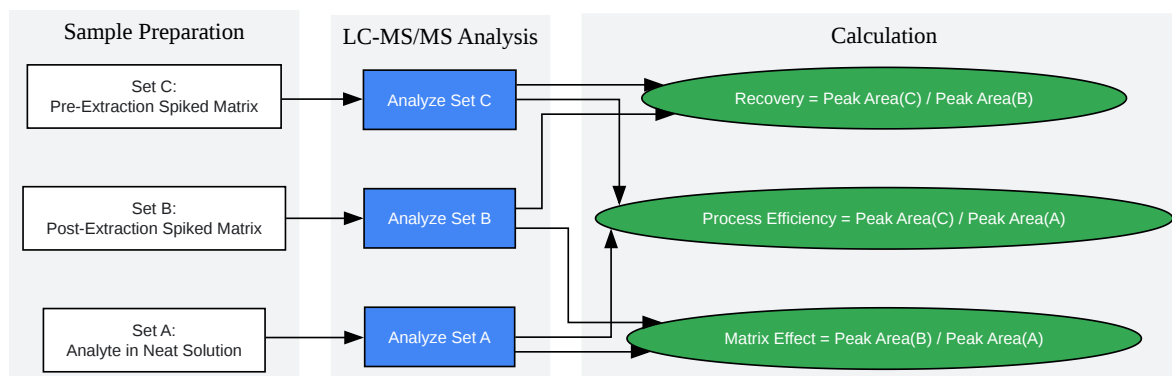 Sample Preparation
LC-MS/MS Analysis
Calculation
Set C:
Pre-Extraction Spiked Matrix
Analyze Set C
Recovery = Peak Area(C) / Peak Area(B)
Set B:
Post-Extraction Spiked Matrix
Analyze Set B
Process Efficiency = Peak Area(C) / Peak Area(A)
Set A:
Analyte in Neat Solution
Analyze Set A
Matrix Effect = Peak Area(B) / Peak Area(A)